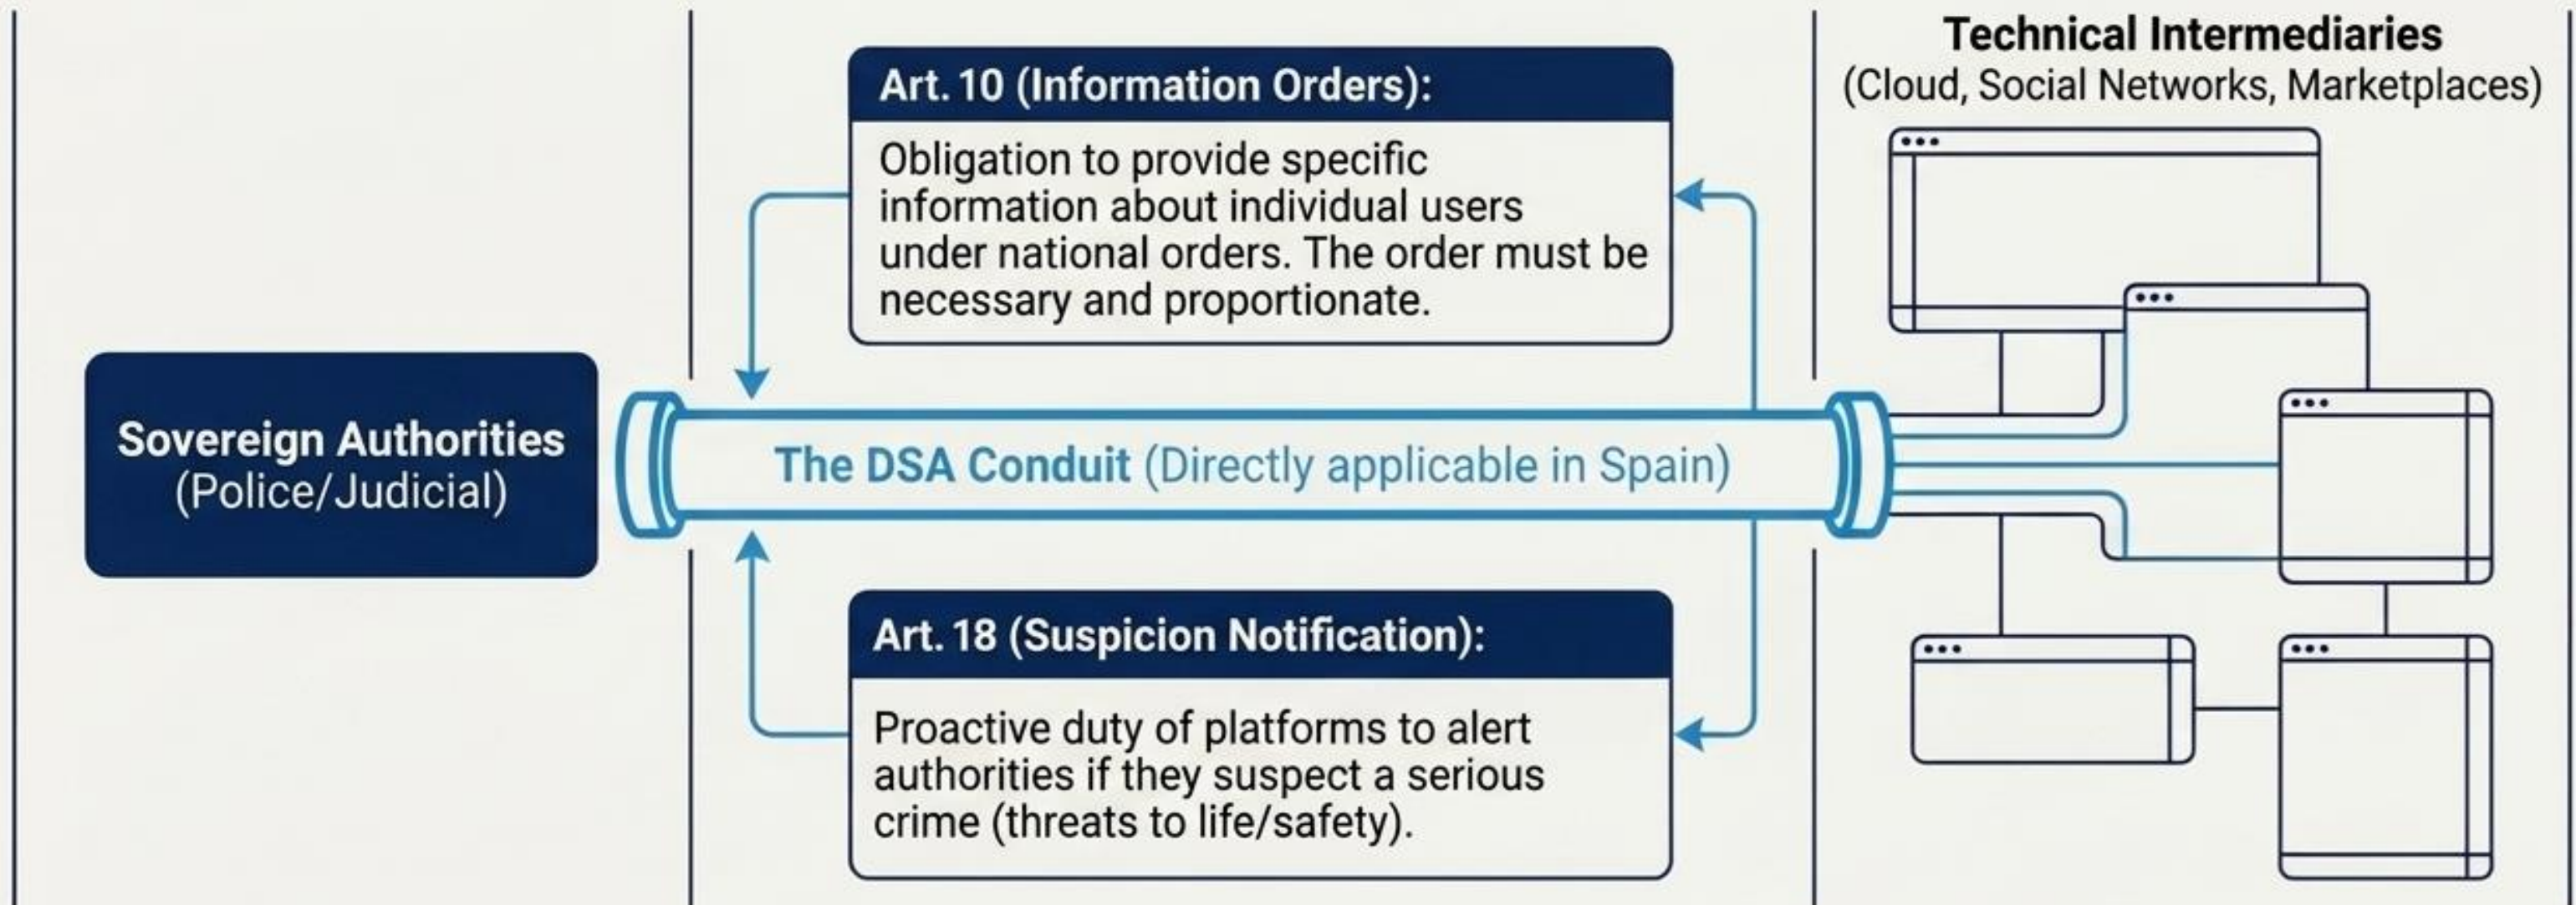 Sovereign Authorities
(Police/Judicial)
Art. 10 (Information Orders):
Obligation to provide specific
information about individual users
under national orders. The order must be
necessary and proportionate.
The DSA Conduit (Directly applicable in Spain)
Art. 18 (Suspicion Notification):
Proactive duty of platforms to alert
authorities if they suspect a serious
crime (threats to life/safety).
Technical Intermediaries
(Cloud, Social Networks, Marketplaces)